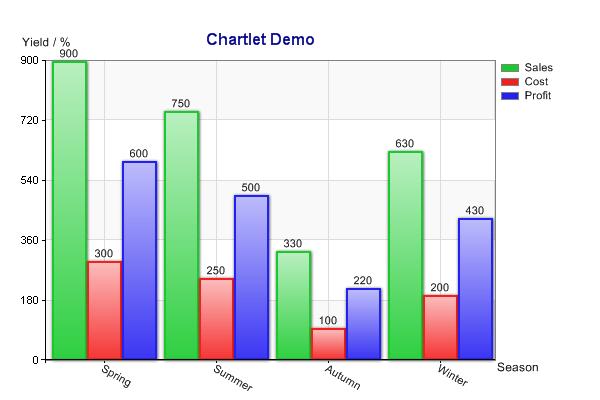 Chartlet Demo
Yield / %
900
720
540
360
180
0
900
300
600
750
250
500
330
100
220
630
200
430
Spring
Summer
Autumn
Winter
Season
Sales
Cost
Profit